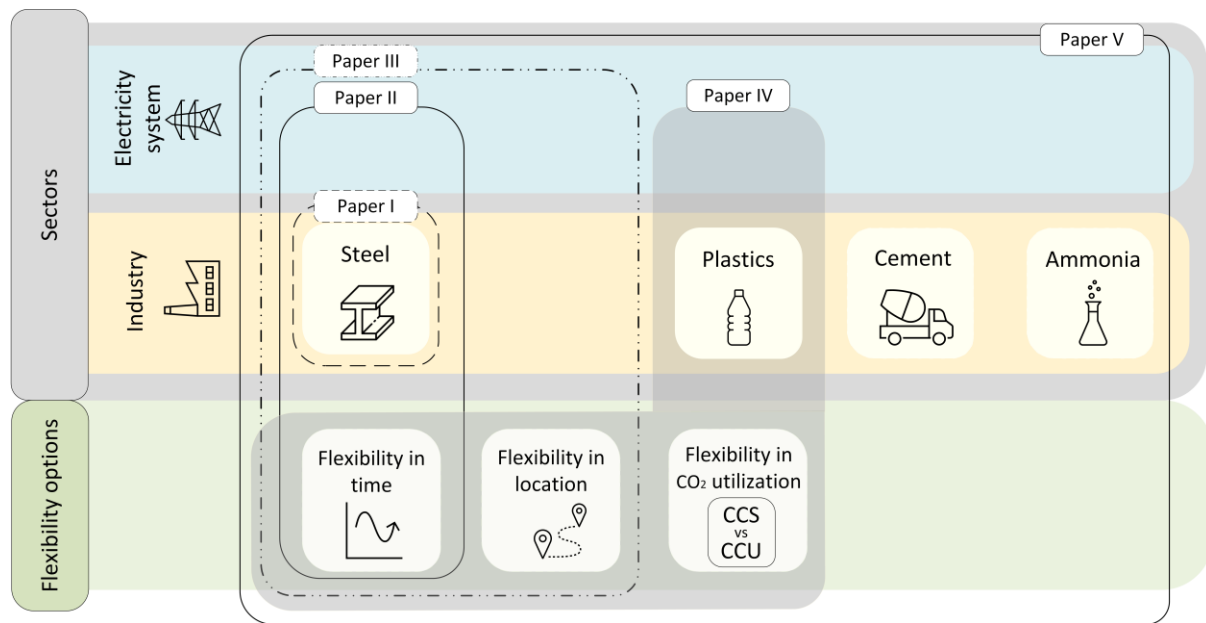 Paper V
Paper III
Paper II
Paper IV
Sectors
Electricity
system
Paper I
Industry
Steel
Plastics
Cement
Ammonia
Flexibility options
Flexibility in
time
Flexibility in
location
Flexibility in
CO₂ utilization
CCS
vs
CCU